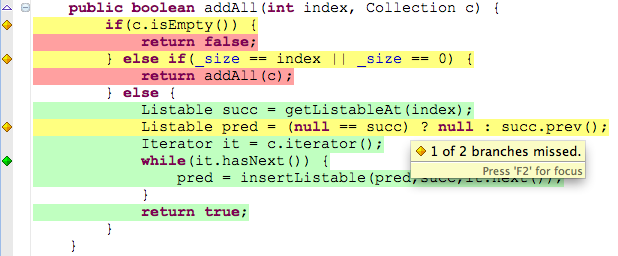 public boolean addAll(int index, Collection c) {
if(c.isEmpty()) {
return false;
} else if(_size == index || _size == 0) {
return addAll(c);
} else {
Listable succ = getListableAt(index);
Listable pred = (null == succ) ? null : succ.prev();
Iterator it = c.iterator();
while(it.hasNext()) {
1 of 2 branches missed.
Press 'F2' for focus
pred = insertListable(pred,succ,it.next());
}
return true;
}
}